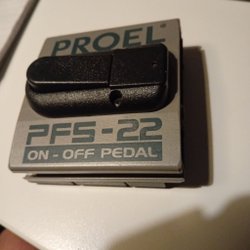 PROEL
PFS-22
ON - OFF PEDAL